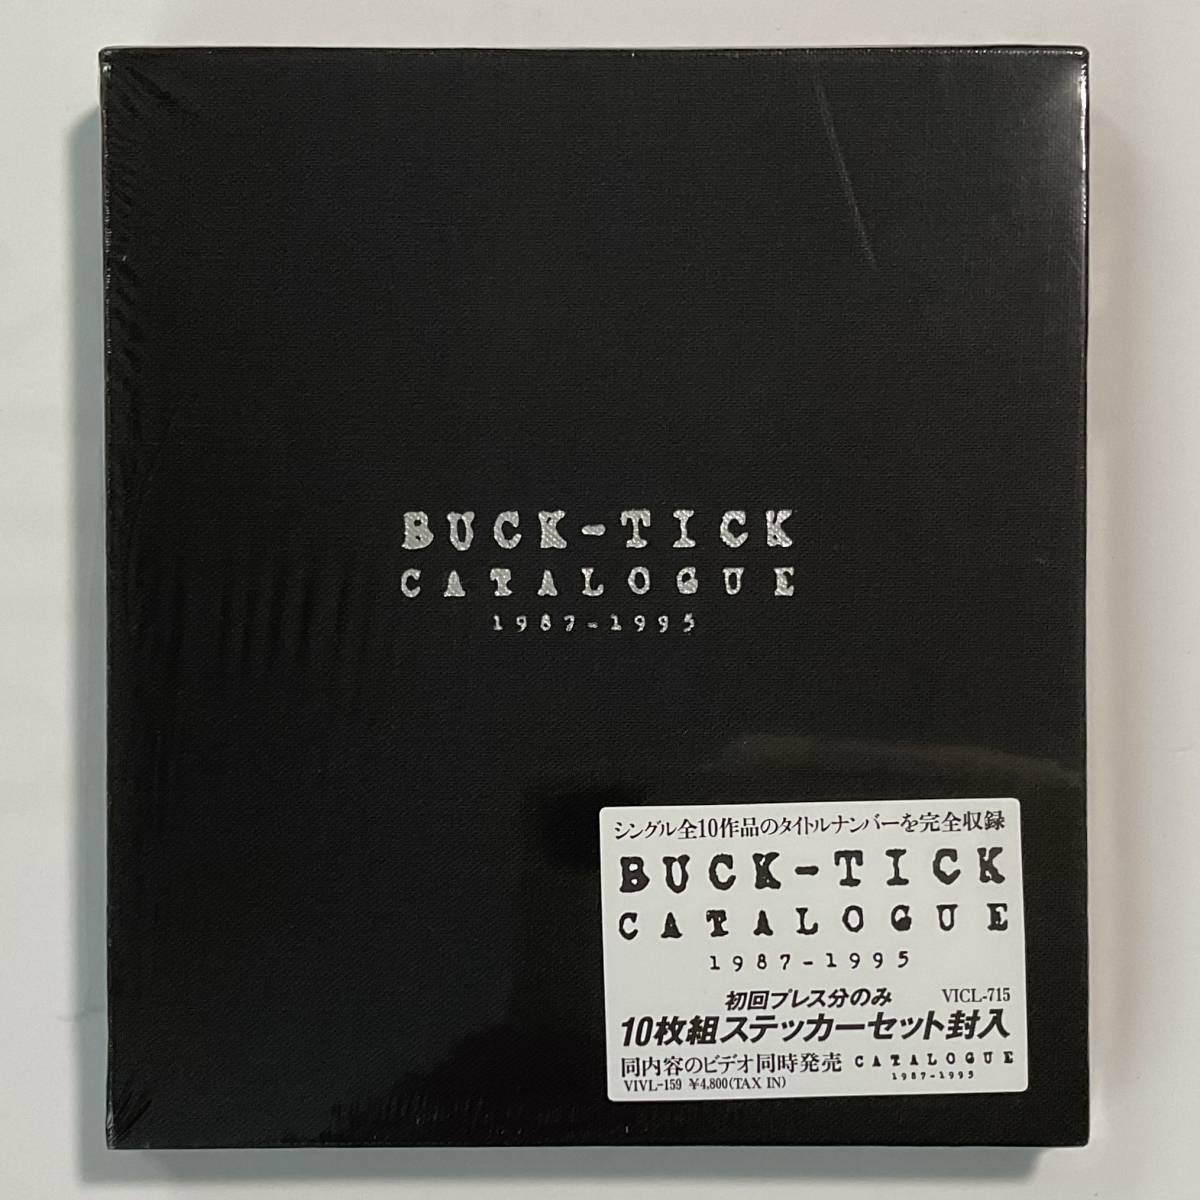 BUCK-TICK
CATALOGUE
1987-1995
シングル全10作品のタイトルナンバーを完全収録
BUCK-TICK
CATALOGUE
1987-1995
初回プレス分のみ VICL-715
10枚組ステッカーセット封入
同内容のビデオ同時発売 CATALOGUE
1987-1995
VIVL-159 ¥4,800(TAX IN)